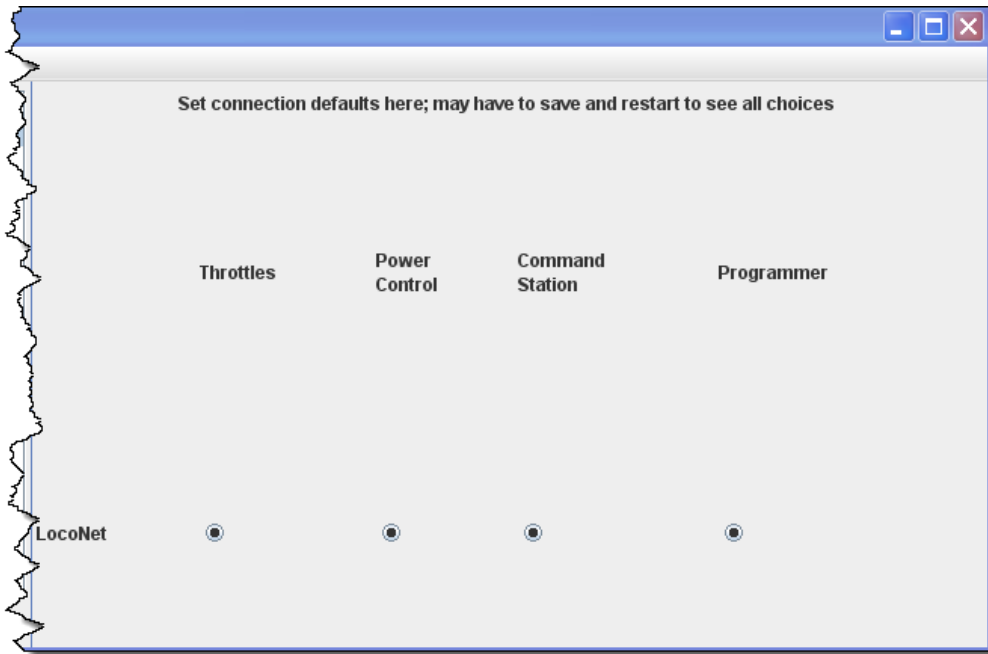 Set connection defaults here; may have to save and restart to see all choices
Throttles
Power
Control
Command
Station
Programmer
LocoNet